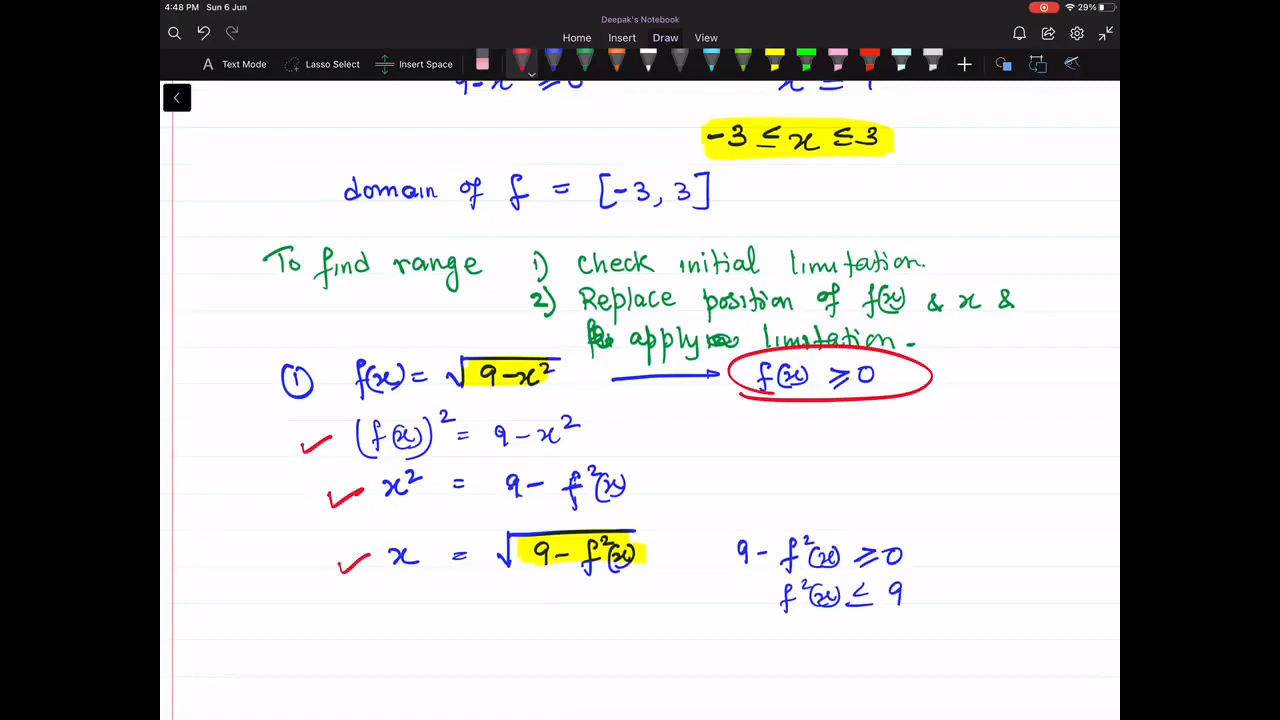 4:48 PM Sun 6 Jun
29%
Deepak's Notebook
Home Insert Draw View
Text Mode Lasso Select Insert Space
-3 ≤ x ≤ 3
domain of f = [-3, 3]
To find range 1) Check initial limitation.
2) Replace position of f(x) & x &
apply limitation.
① f(x) = √(9-x²) → f(x) ≥ 0
(f(x))² = 9-x²
x² = 9 - f²(x)
x = √(9 - f²(x)) 9 - f²(x) ≥ 0
f²(x) ≤ 9